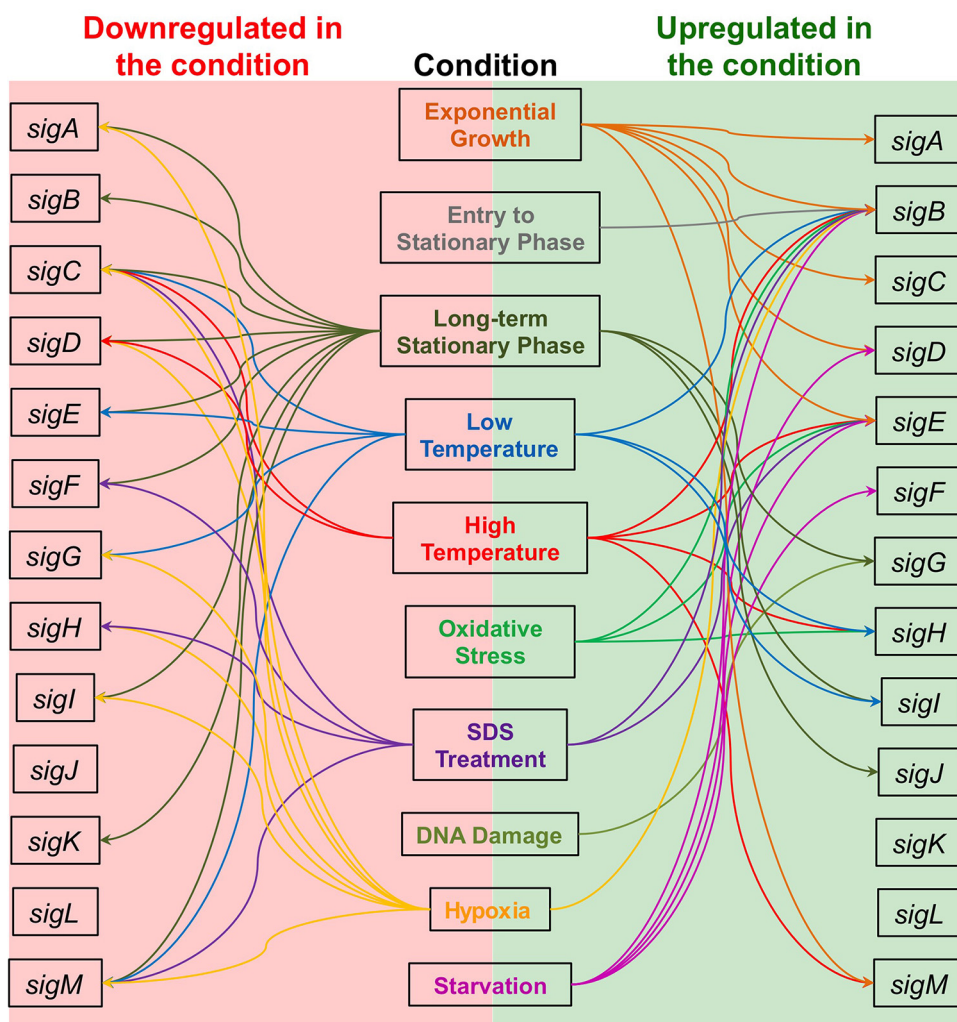 Downregulated in
the condition
Condition
Upregulated in
the condition
sigA
sigB
sigC
sigD
sigE
sigF
sigG
sigH
sigI
sigJ
sigK
sigL
sigM
Exponential
Growth
Entry to
Stationary Phase
Long-term
Stationary Phase
Low
Temperature
High
Temperature
Oxidative
Stress
SDS
Treatment
DNA Damage
Hypoxia
Starvation
sigA
sigB
sigC
sigD
sigE
sigF
sigG
sigH
sigI
sigJ
sigK
sigL
sigM